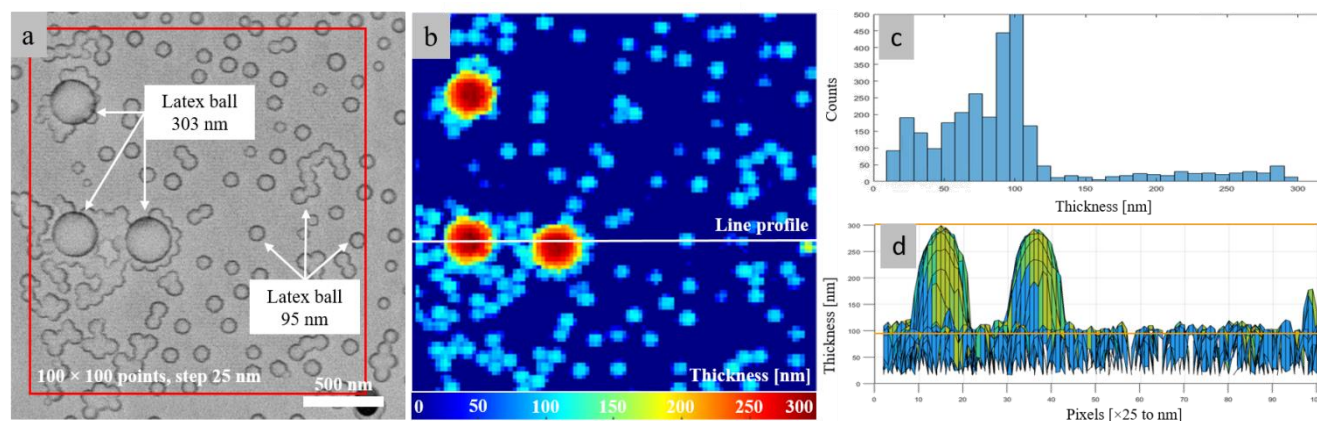 a
Latex ball
303 nm
Latex ball
95 nm
100 × 100 points, step 25 nm
500 nm
b
Line profile
Thickness [nm]
0 50 100 150 200 250 300
c
Counts
500
450
400
350
300
250
200
150
100
50
0
0 50 100 150 200 250 300
Thickness [nm]
d
Thickness [nm]
300
250
200
150
100
50
0
0 10 20 30 40 50 60 70 80 90
Pixels [×25 to nm]